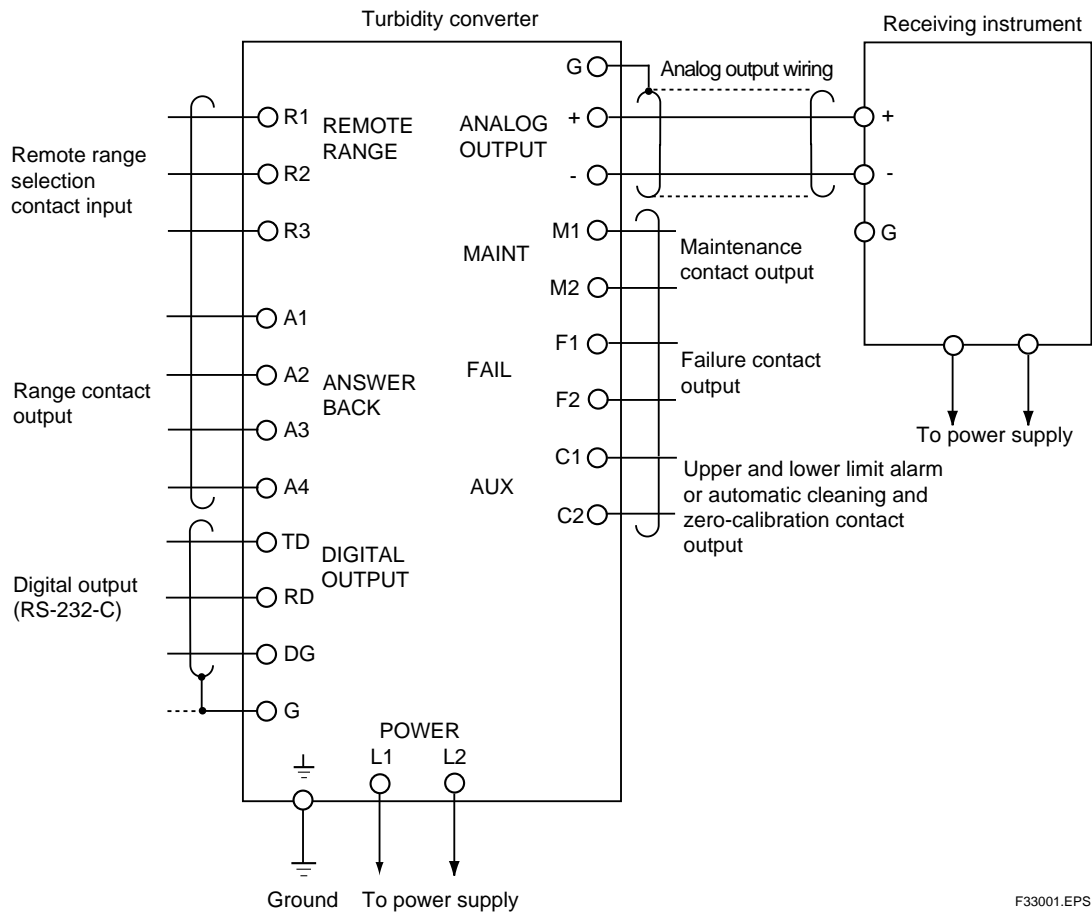 Turbidity converter
Receiving instrument
G
Analog output wiring
R1
REMOTE
RANGE
ANALOG
OUTPUT
+
+
Remote range
selection
contact input
R2
-
-
R3
M1
G
MAINT
Maintenance
contact output
M2
A1
F1
Range contact
output
A2
ANSWER
BACK
FAIL
Failure contact
output
F2
A3
To power supply
C1
A4
AUX
Upper and lower limit alarm
or automatic cleaning and
zero-calibration contact
output
C2
TD
DIGITAL
OUTPUT
Digital output
(RS-232-C)
RD
DG
G
POWER
L1
L2
Ground
To power supply
F33001.EPS